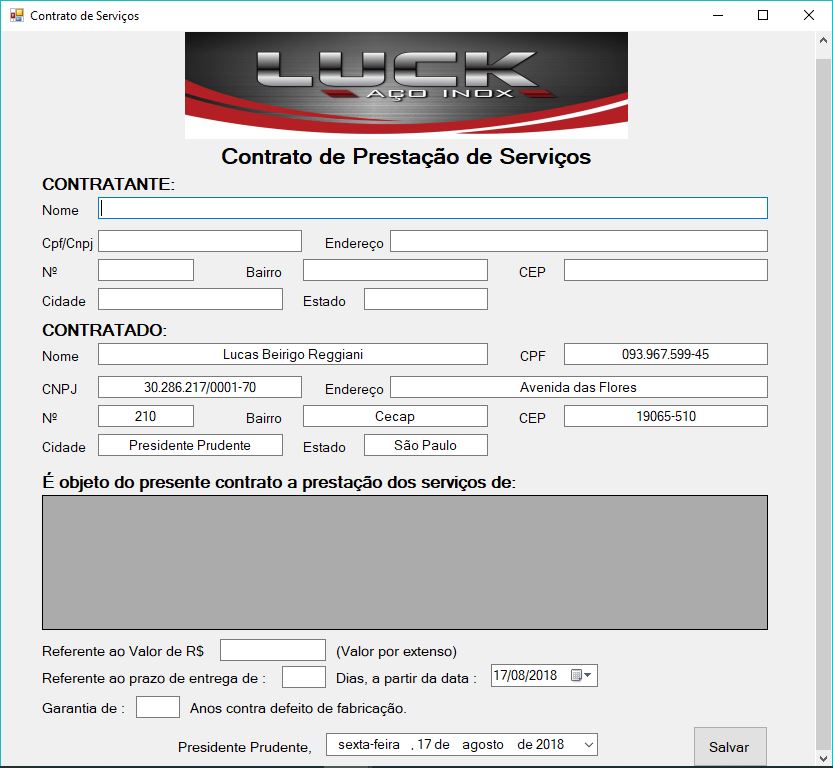 Contrato de Serviços
LUCK
AÇO INOX
Contrato de Prestação de Serviços
CONTRATANTE:
Nome
Cpf/Cnpj Endereço
Nº Bairro CEP
Cidade Estado
CONTRATADO:
Nome Lucas Beirigo Reggiani CPF 093.967.599-45
CNPJ 30.286.217/0001-70 Endereço Avenida das Flores
Nº 210 Bairro Cecap CEP 19065-510
Cidade Presidente Prudente Estado São Paulo
É objeto do presente contrato a prestação dos serviços de:
Referente ao Valor de R$ (Valor por extenso)
Referente ao prazo de entrega de : Dias, a partir da data : 17/08/2018
Garantia de : Anos contra defeito de fabricação.
Presidente Prudente, sexta-feira , 17 de agosto de 2018 Salvar